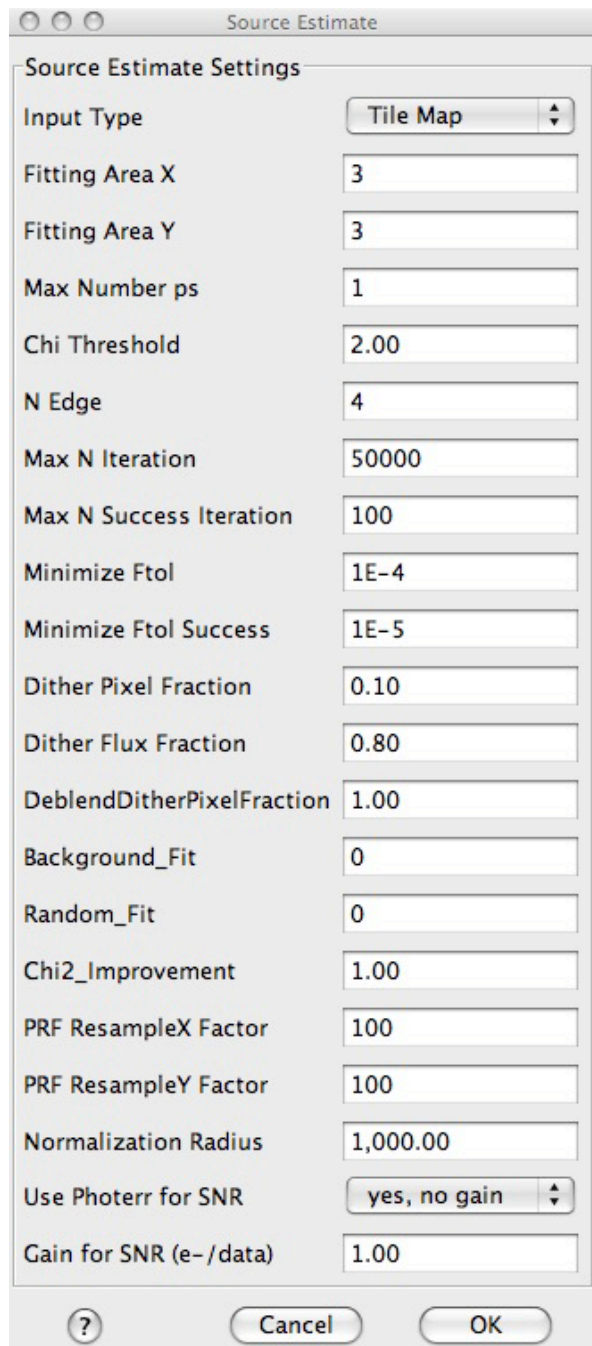 Source Estimate
Source Estimate Settings
Input Type Tile Map
Fitting Area X 3
Fitting Area Y 3
Max Number ps 1
Chi Threshold 2.00
N Edge 4
Max N Iteration 50000
Max N Success Iteration 100
Minimize Ftol 1E-4
Minimize Ftol Success 1E-5
Dither Pixel Fraction 0.10
Dither Flux Fraction 0.80
DeblendDitherPixelFraction 1.00
Background_Fit 0
Random_Fit 0
Chi2_Improvement 1.00
PRF ResampleX Factor 100
PRF ResampleY Factor 100
Normalization Radius 1,000.00
Use Photerr for SNR yes, no gain
Gain for SNR (e-/data) 1.00
? Cancel OK